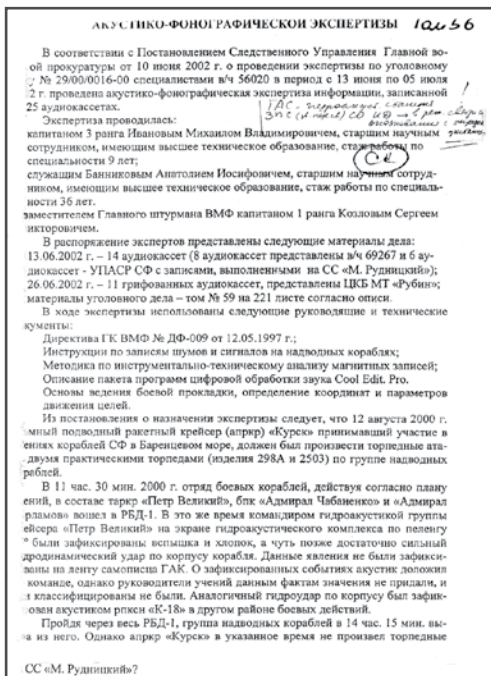 АКУСТИКО-ФОНОГРАФИЧЕСКОЙ ЭКСПЕРТИЗЫ
В соответствии с Постановлением Следственного Управления Главной во-
ой прокуратуры от 10 июня 2002 г. о проведении экспертизы по уголовному
№ 29/00/0016-00 специалистами в/ч 56020 в период с 13 июня по 05 июля
2 г. проведена акустико-фонографическая экспертиза информации, записанной
25 аудиокассетах.
Экспертиза проводилась:
капитаном 3 ранга Ивановым Михаилом Владимировичем, старшим научным
сотрудником, имеющим высшее техническое образование, стаж работы по
специальности 9 лет;
служащим Банниковым Анатолием Иосифовичем, старшим научным сотруд-
ником, имеющим высшее техническое образование, стаж работы по специаль-
ности 36 лет.
заместителем Главного штурмана ВМФ капитаном 1 ранга Козловым Сергеем
икторовичем.
В распоряжение экспертов представлены следующие материалы дела:
13.06.2002 г. – 14 аудиокассет (8 аудиокассет представлены в/ч 69267 и 6 ау-
диокассет - УПАСР СФ с записями, выполненными на СС «М. Рудницкий»);
26.06.2002 г. – 11 грифованных аудиокассет, представлены ЦКБ МТ «Рубин»;
материалы уголовного дела – том № 59 на 221 листе согласно описи.
В ходе экспертизы использованы следующие руководящие и технические
кументы:
Директива ГК ВМФ № ДФ-009 от 12.05.1997 г.;
Инструкции по записям шумов и сигналов на надводных кораблях;
Методика по инструментально-техническому анализу магнитных записей;
Описание пакета программ цифровой обработки звука Cool Edit. Pro.
Основы ведения боевой прокладки, определение координат и параметров
движения целей.
Из постановления о назначении экспертизы следует, что 12 августа 2000 г.
мный подводный ракетный крейсер (апркр) «Курск» принимавший участие в
ениях кораблей СФ в Баренцевом море, должен был произвести торпедные ата-
двумя практическими торпедами (изделия 298А и 2503) по группе надводных
раблей.
В 11 час. 30 мин. 2000 г. отряд боевых кораблей, действуя согласно плану
ений, в составе таркр «Петр Великий», бпк «Адмирал Чабаненко» и «Адмирал
рламов» вошел в РБД-1. В это же время командиром гидроакустической группы
ейсера «Петр Великий» на экране гидроакустического комплекса по пеленгу
° были зафиксированы вспышка и хлопок, а чуть позже достаточно сильный
дродинамический удар по корпусу корабля. Данные явления не были зафикси-
ваны на ленту самописца ГАК. О зафиксированных событиях акустик доложил
команде, однако руководители учений данным фактам значения не придали, и
и классифицированы не были. Аналогичный гидроудар по корпусу был зафик-
ован акустиком рпксн «К-18» в другом районе боевых действий.
Пройдя через весь РБД-1, группа надводных кораблей в 14 час. 15 мин. вы-
а из него. Однако апркр «Курск» в указанное время не произвел торпедные
СС «М. Рудницкий»?